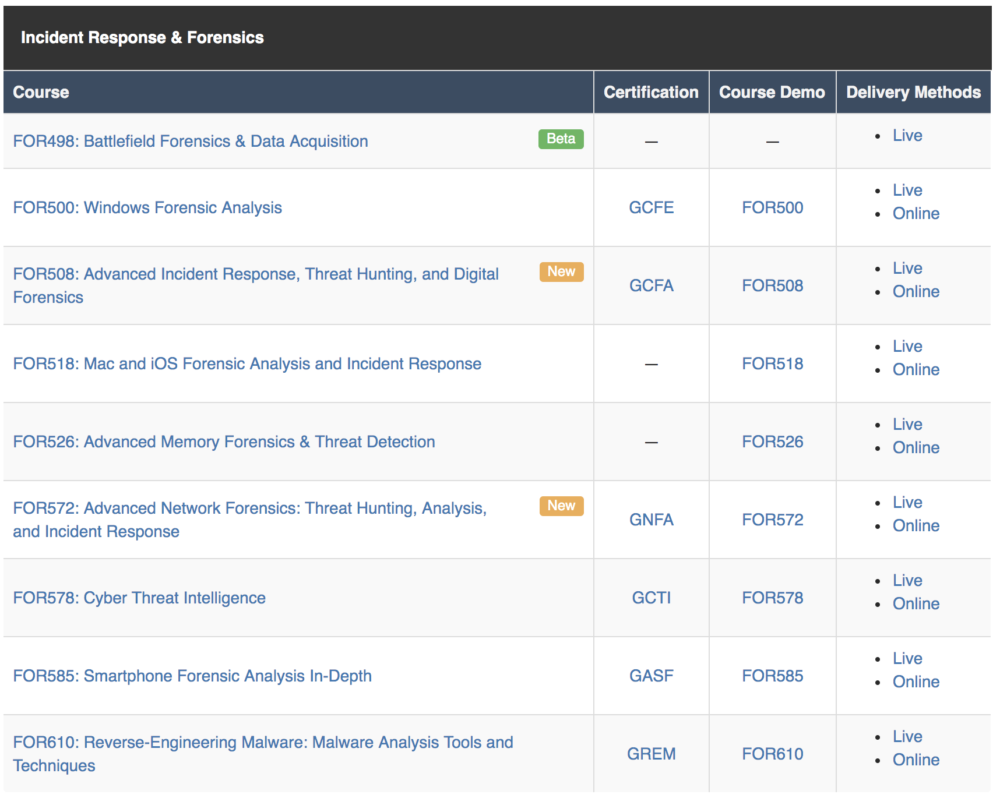 Incident Response & Forensics
Course Certification Course Demo Delivery Methods
FOR498: Battlefield Forensics & Data Acquisition Beta — — • Live
FOR500: Windows Forensic Analysis GCFE FOR500 • Live
• Online
FOR508: Advanced Incident Response, Threat Hunting, and Digital New GCFA FOR508 • Live
Forensics • Online
FOR518: Mac and iOS Forensic Analysis and Incident Response — FOR518 • Live
• Online
FOR526: Advanced Memory Forensics & Threat Detection — FOR526 • Live
• Online
FOR572: Advanced Network Forensics: Threat Hunting, Analysis, New GNFA FOR572 • Live
and Incident Response • Online
FOR578: Cyber Threat Intelligence GCTI FOR578 • Live
• Online
FOR585: Smartphone Forensic Analysis In-Depth GASF FOR585 • Live
• Online
FOR610: Reverse-Engineering Malware: Malware Analysis Tools and GREM FOR610 • Live
Techniques • Online